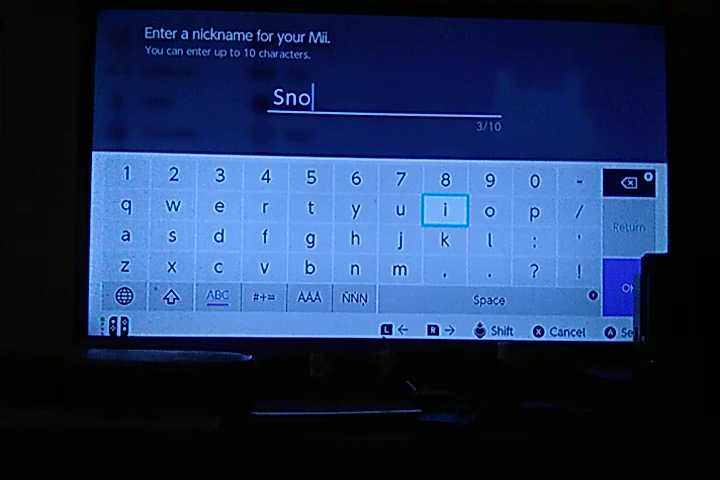 Enter a nickname for your Mii.
You can enter up to 10 characters.
Sno
3/10
1 2 3 4 5 6 7 8 9 0 -
q w e r t y u i o p /
Return
a s d f g h j k l : '
z x c v b n m , . ? !
ABC #+= ÀÄÂ ÑŇŅ Space Y
L ← R → Shift X Cancel A